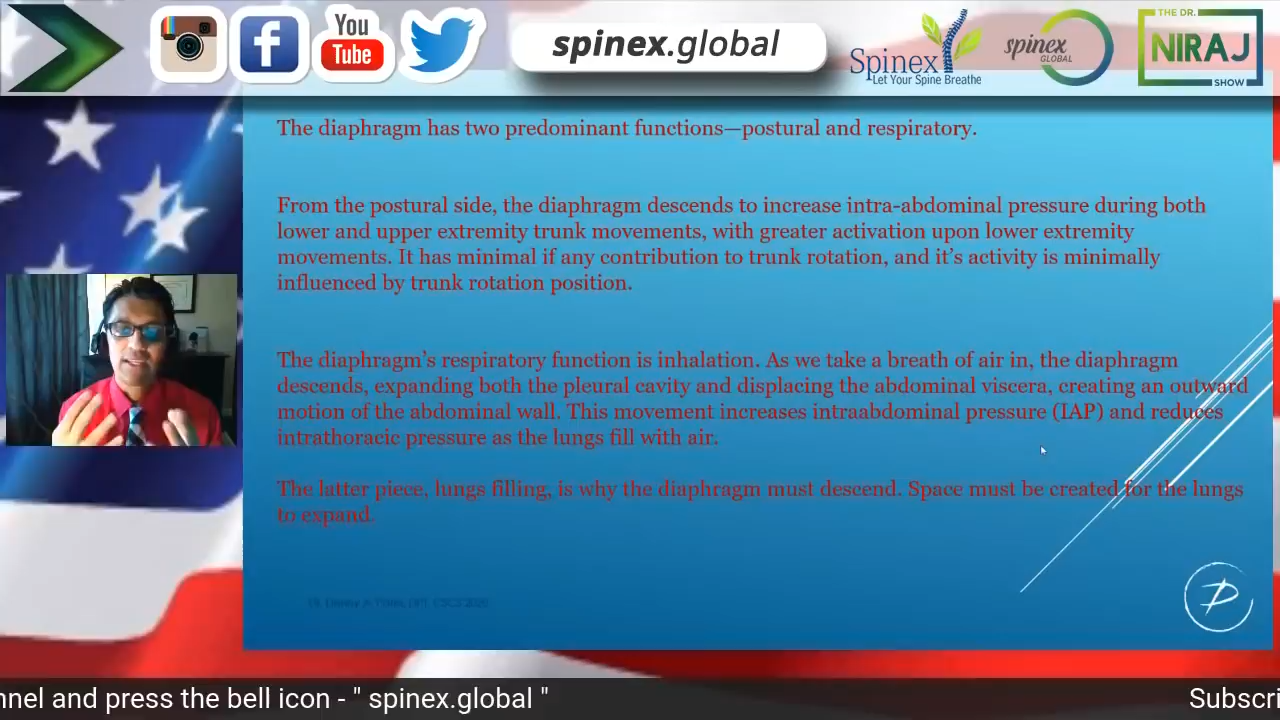 You
Tube
spinex.global
Spinex
Let Your Spine Breathe
spinex
GLOBAL
THE DR.
NIRAJ
SHOW
The diaphragm has two predominant functions—postural and respiratory.
From the postural side, the diaphragm descends to increase intra-abdominal pressure during both
lower and upper extremity trunk movements, with greater activation upon lower extremity
movements. It has minimal if any contribution to trunk rotation, and it's activity is minimally
influenced by trunk rotation position.
The diaphragm's respiratory function is inhalation. As we take a breath of air in, the diaphragm
descends, expanding both the pleural cavity and displacing the abdominal viscera, creating an outward
motion of the abdominal wall. This movement increases intraabdominal pressure (IAP) and reduces
intrathoracic pressure as the lungs fill with air.
The latter piece, lungs filling, is why the diaphragm must descend. Space must be created for the lungs
to expand.
DPT, CSCS 2020
nnel and press the bell icon - " spinex.global "
Subscri